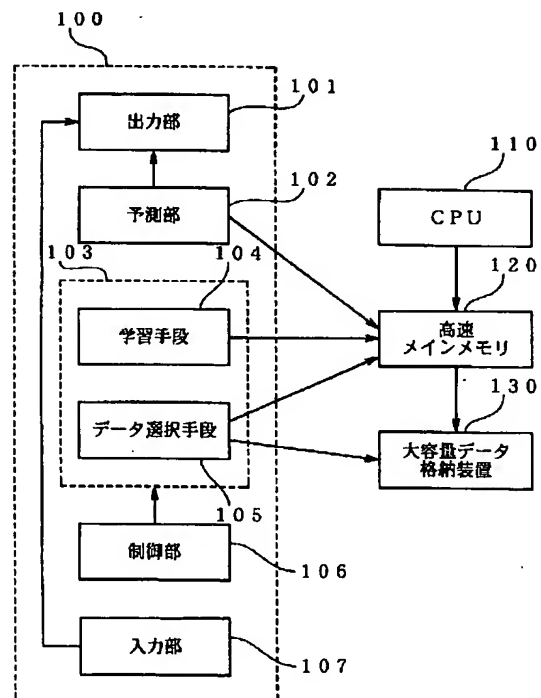 100
101
出力部
110
102
CPU
予測部
103
104
120
学習手段
高速
メインメモリ
130
データ選択手段
大容量データ
格納装置
105
制御部
106
入力部
107